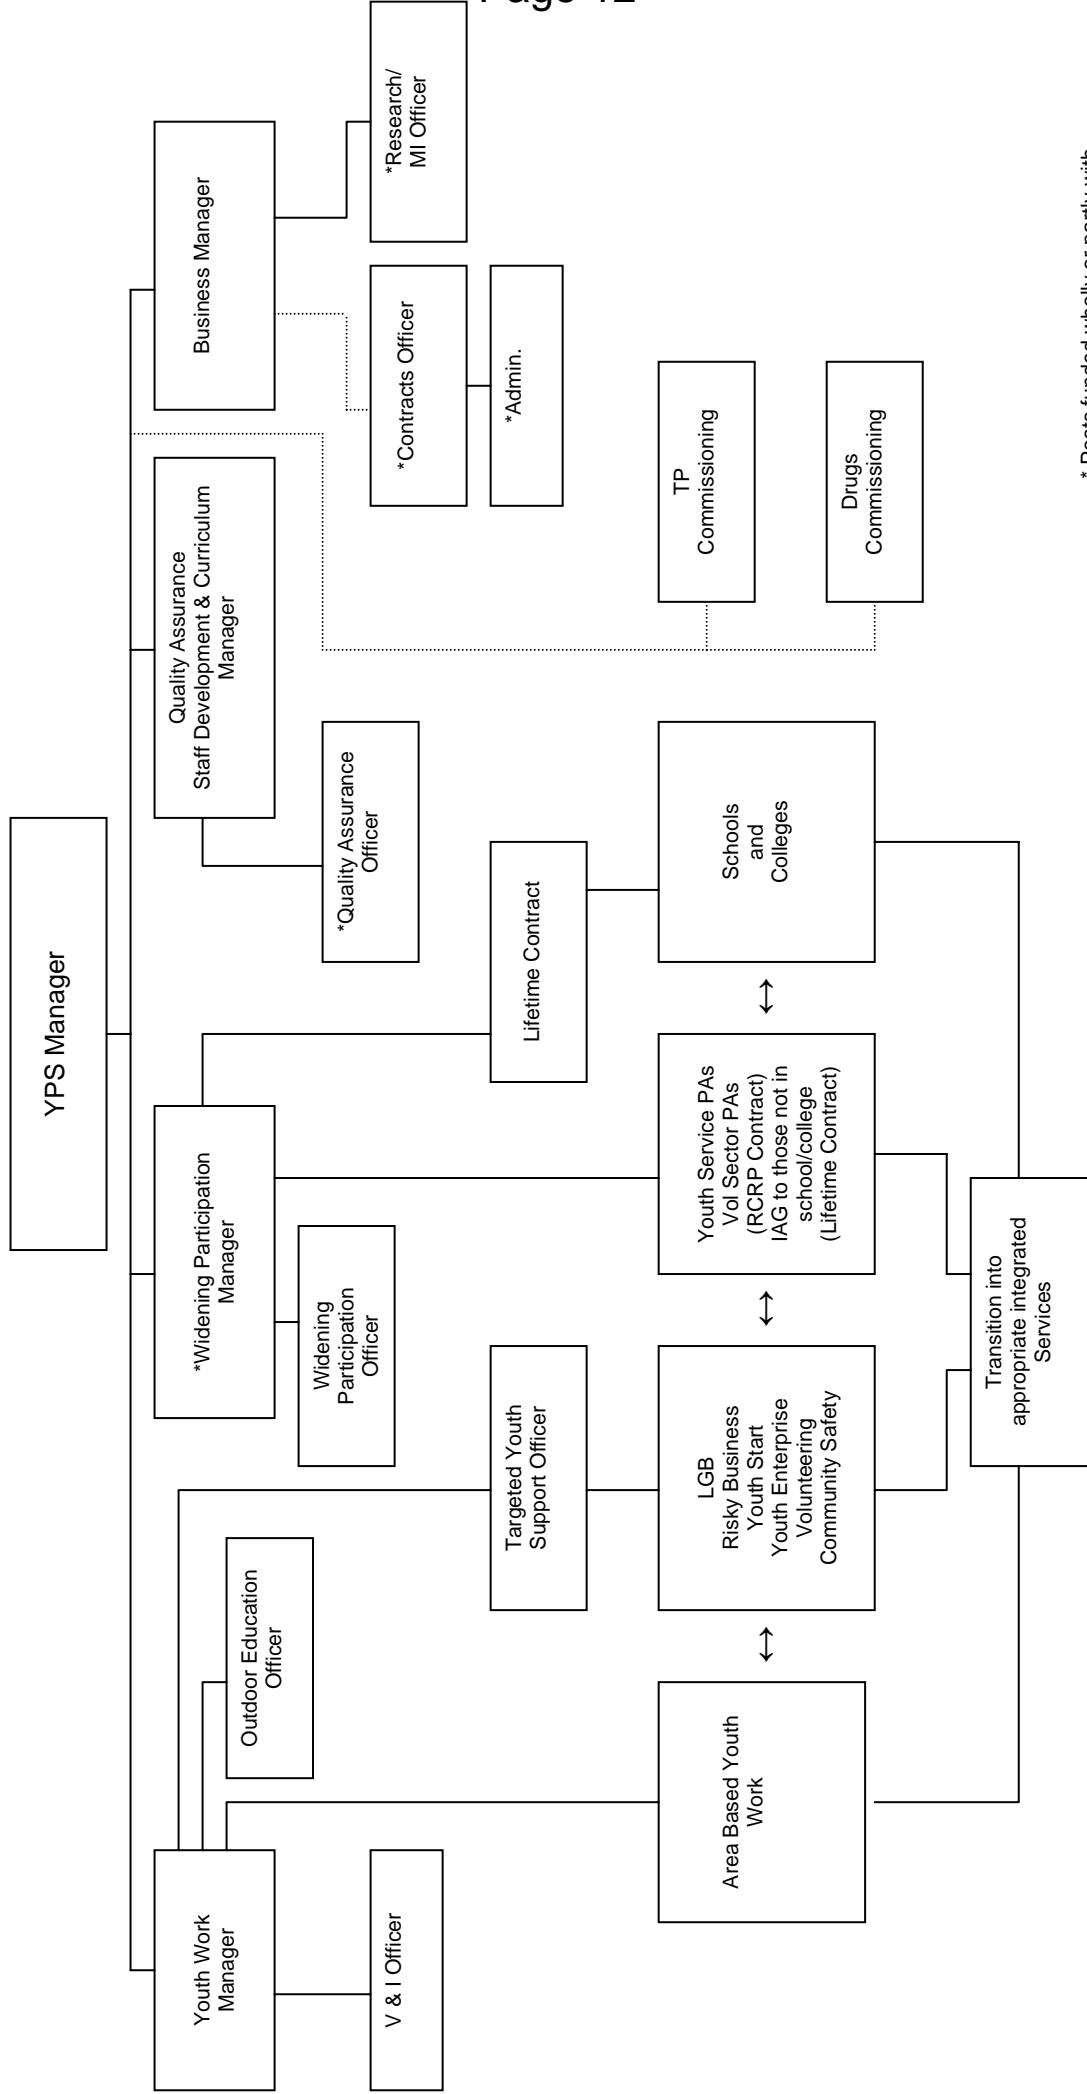 Page 12
YPS Manager
Youth Work
Manager
*Widening Participation
Manager
Quality Assurance
Staff Development & Curriculum
Manager
Business Manager
V & I Officer
Outdoor Education
Officer
Widening
Participation
Officer
*Quality Assurance
Officer
*Contracts Officer
*Research/
MI Officer
*Admin.
Targeted Youth
Support Officer
Lifetime Contract
Area Based Youth
Work
↔
LGB
Risky Business
Youth Start
Youth Enterprise
Volunteering
Community Safety
↔
Youth Service PAs
Vol Sector PAs
(RCRP Contract)
IAG to those not in
school/college
(Lifetime Contract)
↔
Schools
and
Colleges
TP
Commissioning
Drugs
Commissioning
Transition into
appropriate integrated
Services
* Posts funded wholly or partly with